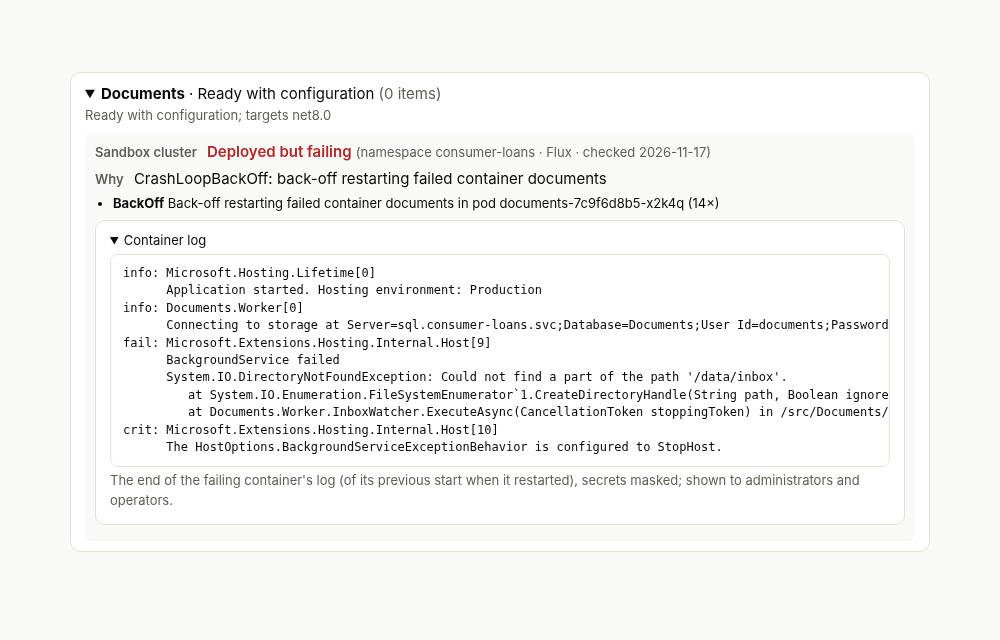 ▼ Documents · Ready with configuration (0 items)
Ready with configuration; targets net8.0
Sandbox cluster Deployed but failing (namespace consumer-loans · Flux · checked 2026-11-17)
Why CrashLoopBackOff: back-off restarting failed container documents
• BackOff Back-off restarting failed container documents in pod documents-7c9f6d8b5-x2k4q (14×)
▼ Container log
info: Microsoft.Hosting.Lifetime[0]
      Application started. Hosting environment: Production
info: Documents.Worker[0]
      Connecting to storage at Server=sql.consumer-loans.svc;Database=Documents;User Id=documents;Password
fail: Microsoft.Extensions.Hosting.Internal.Host[9]
      BackgroundService failed
      System.IO.DirectoryNotFoundException: Could not find a part of the path '/data/inbox'.
         at System.IO.Enumeration.FileSystemEnumerator`1.CreateDirectoryHandle(String path, Boolean ignore
         at Documents.Worker.InboxWatcher.ExecuteAsync(CancellationToken stoppingToken) in /src/Documents/
crit: Microsoft.Extensions.Hosting.Internal.Host[10]
      The HostOptions.BackgroundServiceExceptionBehavior is configured to StopHost.
The end of the failing container's log (of its previous start when it restarted), secrets masked; shown to administrators and
operators.